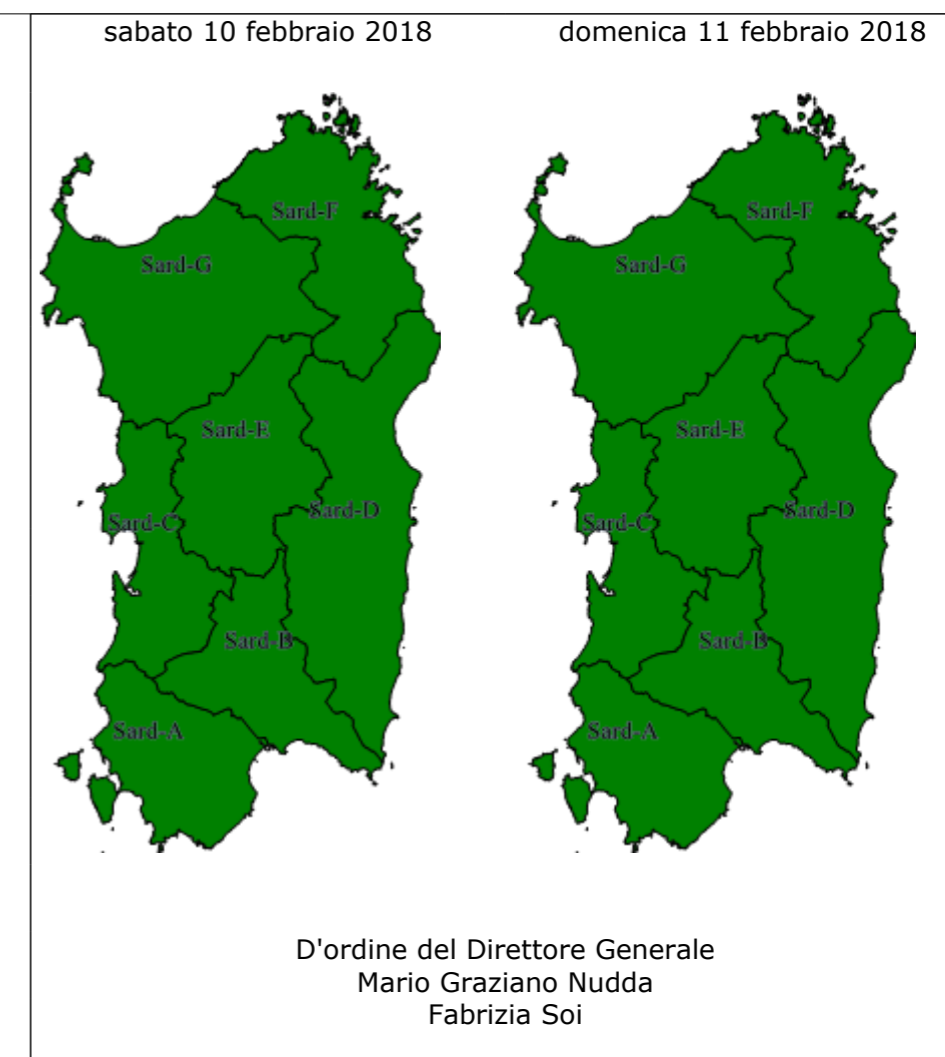 sabato 10 febbraio 2018
domenica 11 febbraio 2018
Sard-F
Sard-G
Sard-E
Sard-D
Sard-C
Sard-B
Sard-A
Sard-F
Sard-G
Sard-E
Sard-D
Sard-C
Sard-B
Sard-A
D'ordine del Direttore Generale
Mario Graziano Nudda
Fabrizia Soi